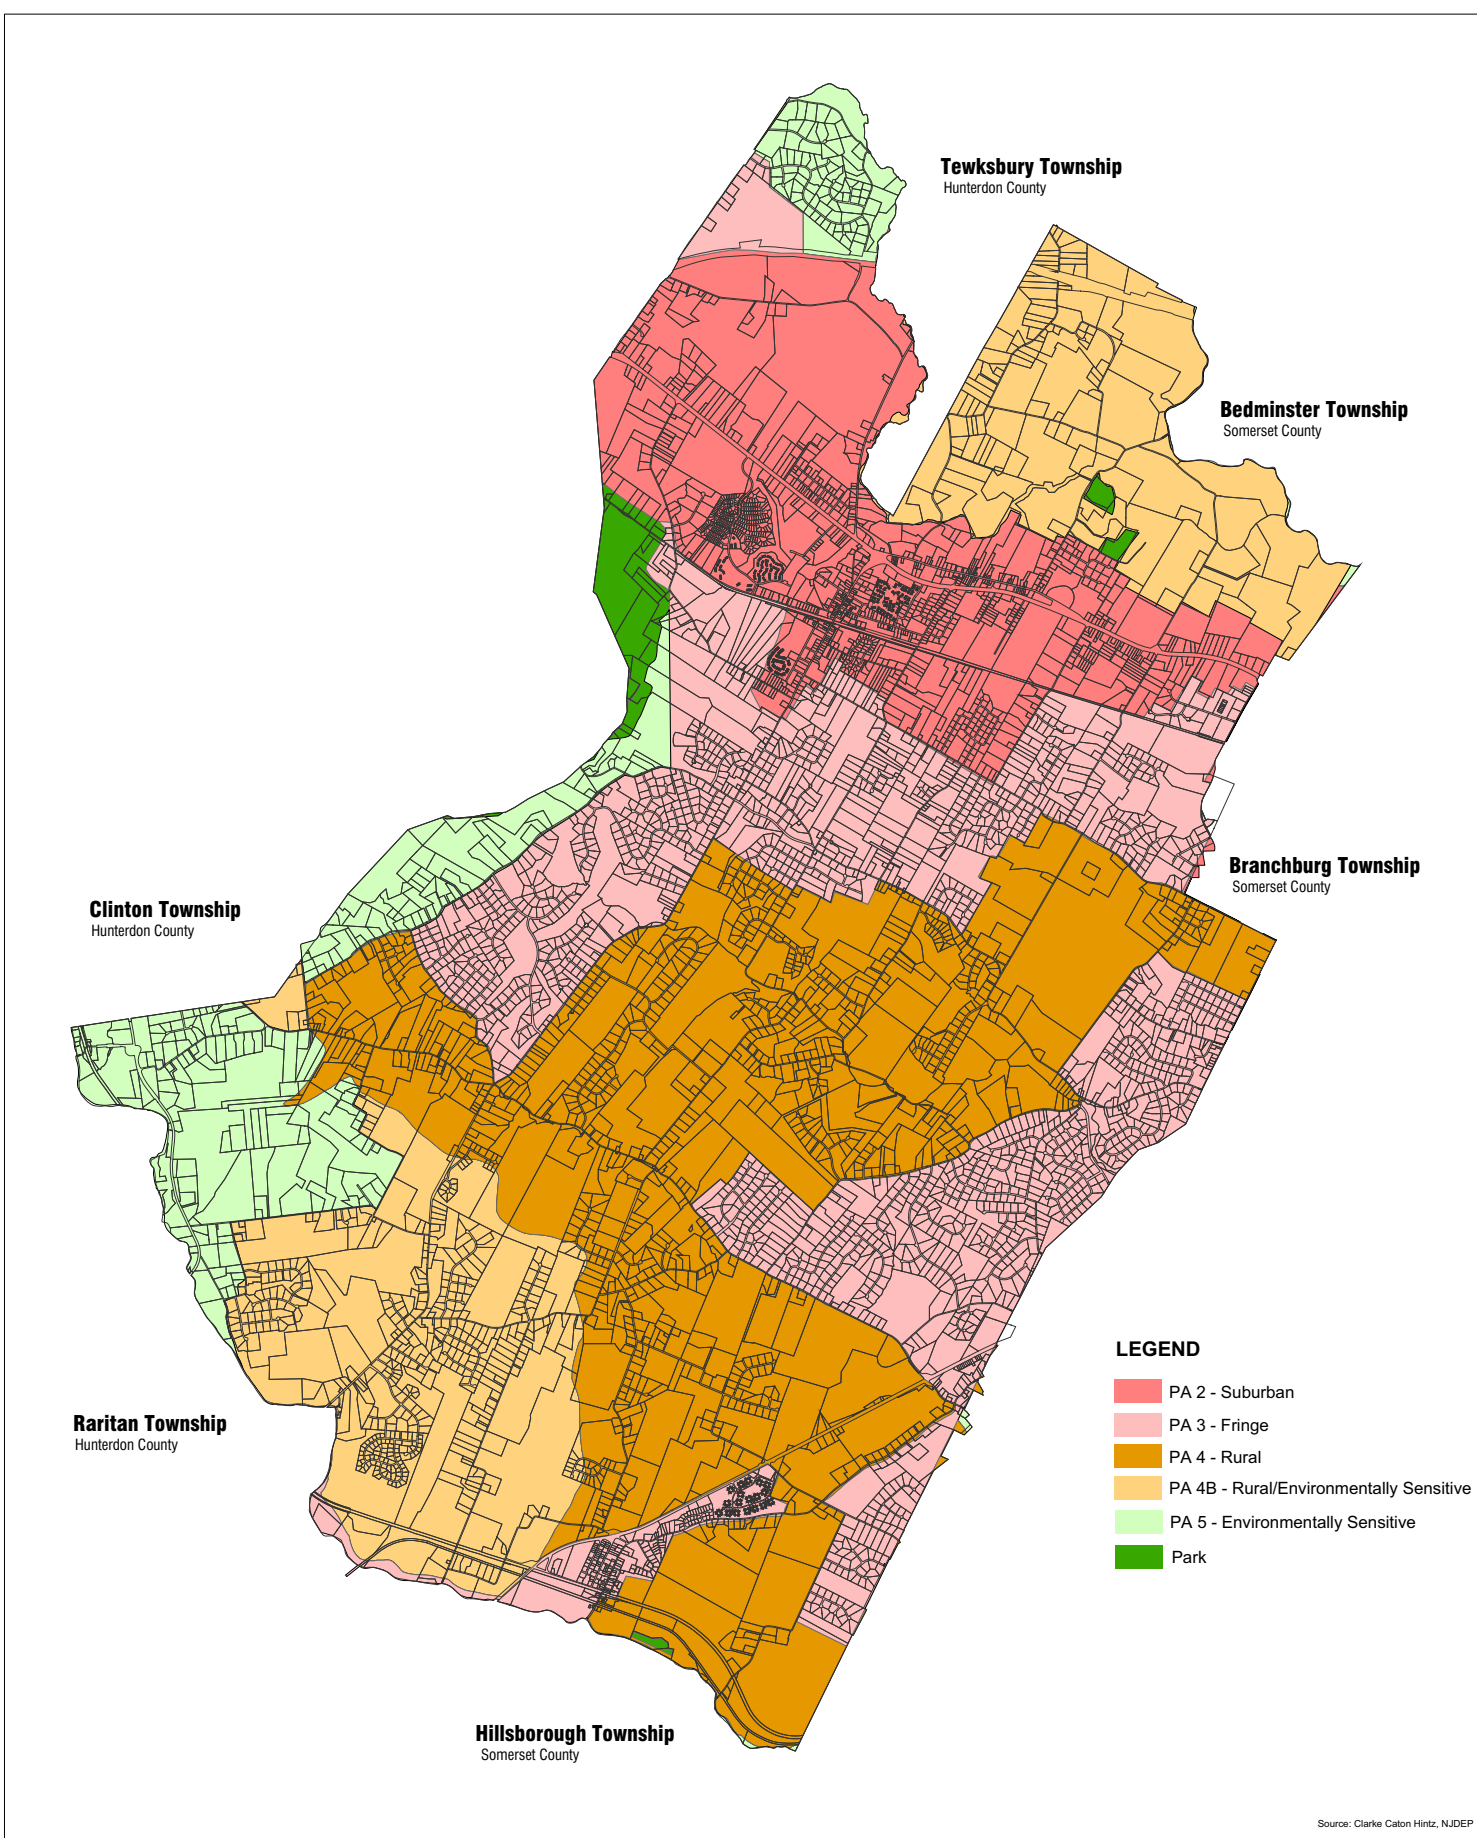 Tewksbury Township
Hunterdon County
Bedminster Township
Somerset County
Branchburg Township
Somerset County
Clinton Township
Hunterdon County
LEGEND
PA 2 - Suburban
PA 3 - Fringe
PA 4 - Rural
PA 4B - Rural/Environmentally Sensitive
PA 5 - Environmentally Sensitive
Park
Raritan Township
Hunterdon County
Hillsborough Township
Somerset County
Source: Clarke Caton Hintz, NJDEP